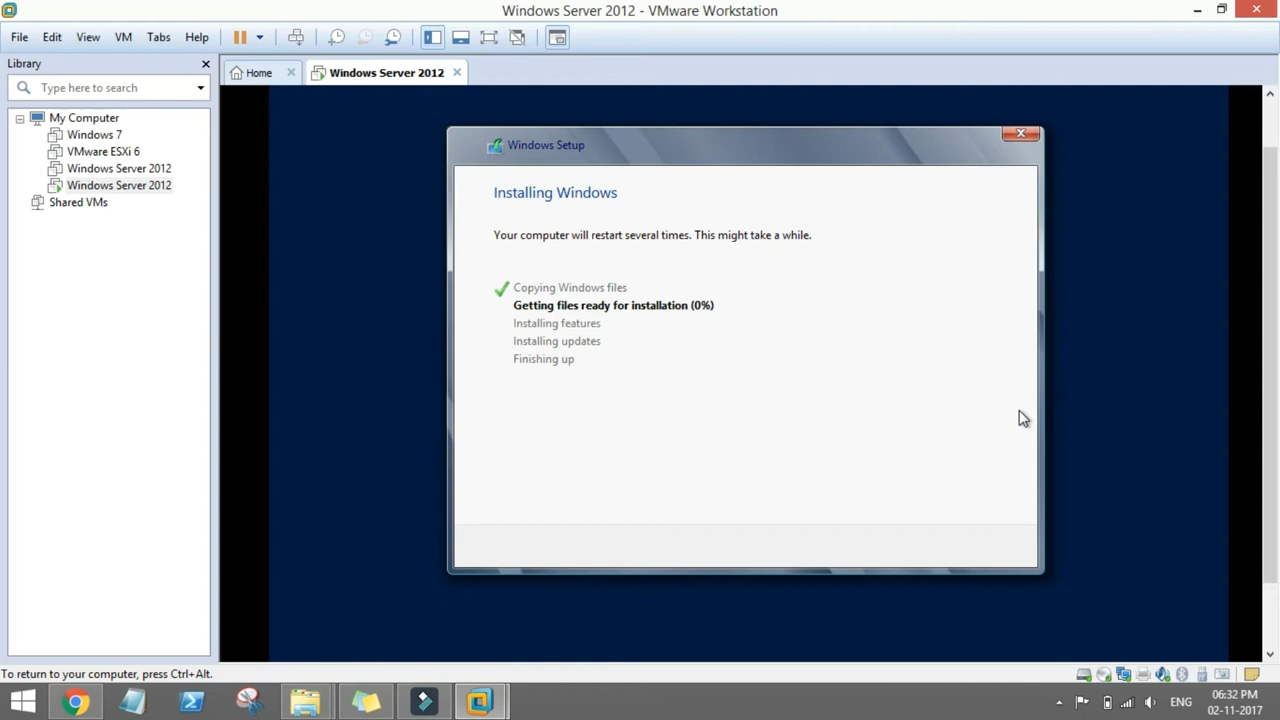 Windows Server 2012 - VMware Workstation
File Edit View VM Tabs Help
Library
Type here to search
My Computer
Windows 7
VMware ESXi 6
Windows Server 2012
Windows Server 2012
Shared VMs
Home
Windows Server 2012
Windows Setup
Installing Windows
Your computer will restart several times. This might take a while.
Copying Windows files
Getting files ready for installation (0%)
Installing features
Installing updates
Finishing up
To return to your computer, press Ctrl+Alt.
ENG
06:32 PM
02-11-2017